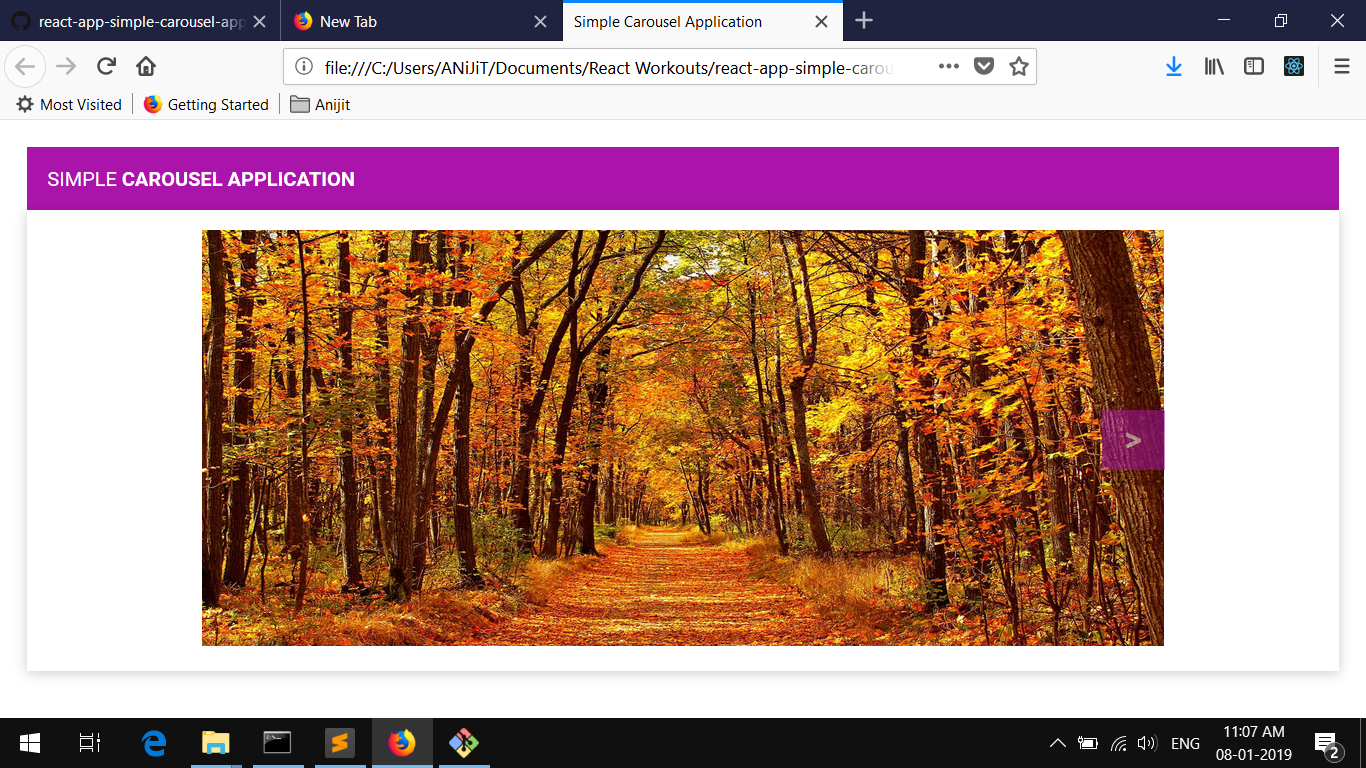 react-app-simple-carousel-app
New Tab
Simple Carousel Application
file:///C:/Users/ANiJiT/Documents/React Workouts/react-app-simple-carou
Most Visited
Getting Started
Anijit
SIMPLE CAROUSEL APPLICATION
>
ENG
11:07 AM
08-01-2019
2